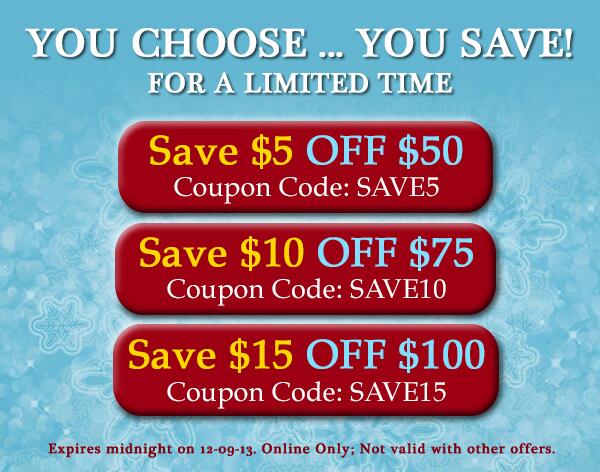 YOU CHOOSE ... YOU SAVE!
FOR A LIMITED TIME
Save $5 OFF $50
Coupon Code: SAVE5
Save $10 OFF $75
Coupon Code: SAVE10
Save $15 OFF $100
Coupon Code: SAVE15
Expires midnight on 12-09-13. Online Only; Not valid with other offers.